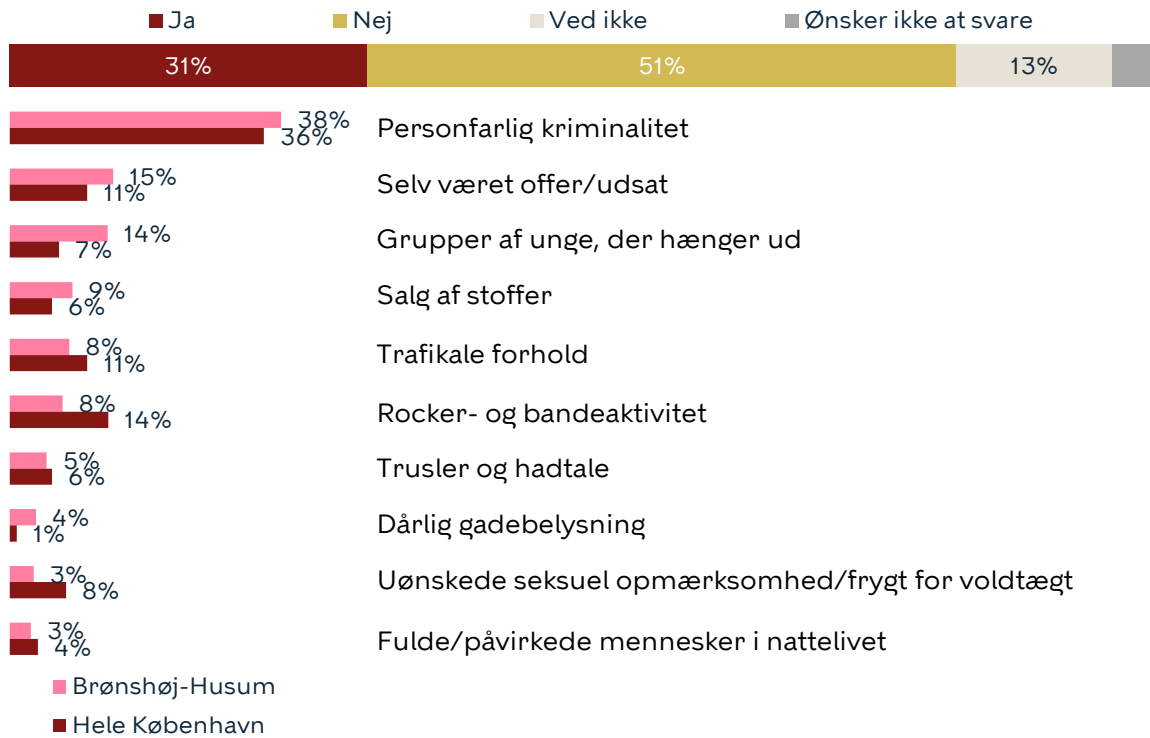 Ja Nej Ved ikke Ønsker ikke at svare
31% 51% 13%
38%
36%
Personfarlig kriminalitet
15%
11%
Selv været offer/udsat
14%
7%
Grupper af unge, der hænger ud
9%
6%
Salg af stoffer
8%
11%
Trafikale forhold
8%
14%
Rocker- og bandeaktivitet
5%
6%
Trusler og hadtale
4%
1%
Dårlig gadebelysning
3%
8%
Uønskede seksuel opmærksomhed/frygt for voldtægt
3%
4%
Fulde/påvirkede mennesker i nattelivet
Brønshøj-Husum
Hele København